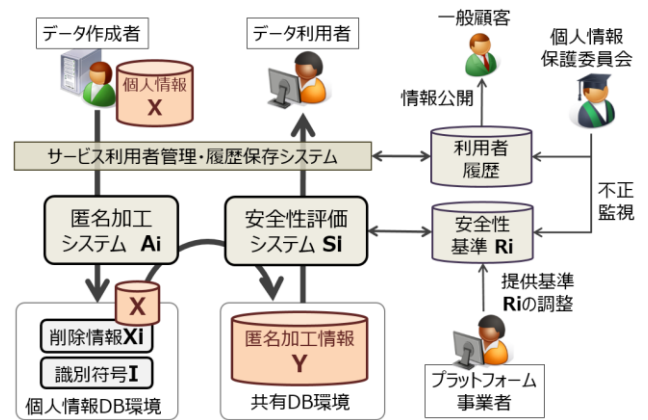 データ作成者
データ利用者
一般顧客
個人情報
保護委員会
個人情報
X
情報公開
サービス利用者管理・履歴保存システム
利用者
履歴
不正
監視
匿名加工
システム Ai
安全性評価
システム Si
安全性
基準 Ri
X
提供基準
Riの調整
削除情報Xi
識別符号I
個人情報DB環境
匿名加工情報
Y
共有DB環境
プラットフォーム
事業者